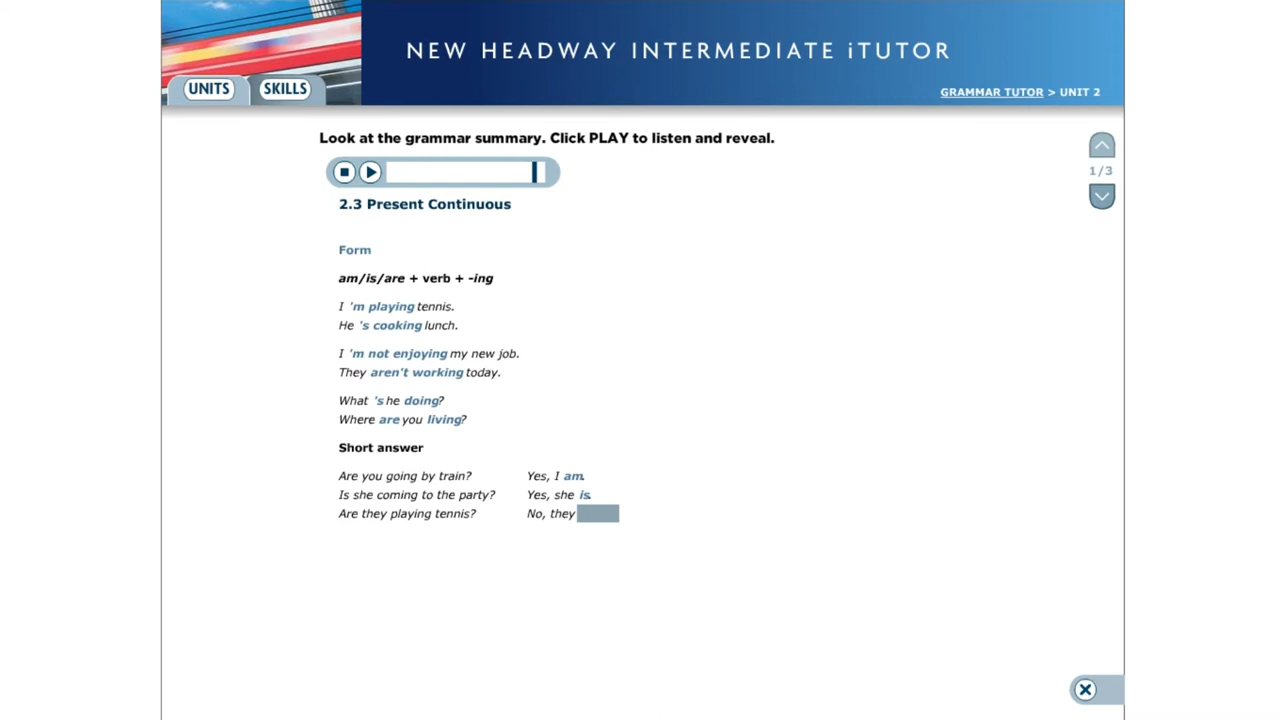 NEW HEADWAY INTERMEDIATE iTUTOR
UNITS SKILLS
GRAMMAR TUTOR > UNIT 2
Look at the grammar summary. Click PLAY to listen and reveal.
1/3
2.3 Present Continuous
Form
am/is/are + verb + -ing
I 'm playing tennis.
He 's cooking lunch.
I 'm not enjoying my new job.
They aren't working today.
What 's he doing?
Where are you living?
Short answer
Are you going by train? Yes, I am.
Is she coming to the party? Yes, she is.
Are they playing tennis? No, they